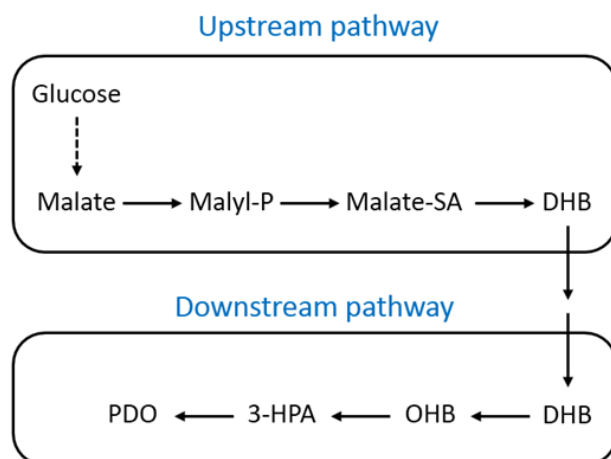 Upstream pathway
Glucose
Malate Malyl-P Malate-SA DHB
Downstream pathway
PDO 3-HPA OHB DHB